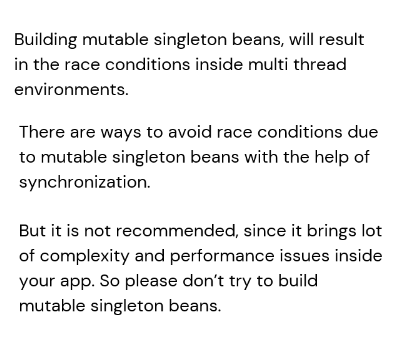 Building mutable singleton beans, will result
in the race conditions inside multi thread
environments.
There are ways to avoid race conditions due
to mutable singleton beans with the help of
synchronization.
But it is not recommended, since it brings lot
of complexity and performance issues inside
your app. So please don't try to build
mutable singleton beans.